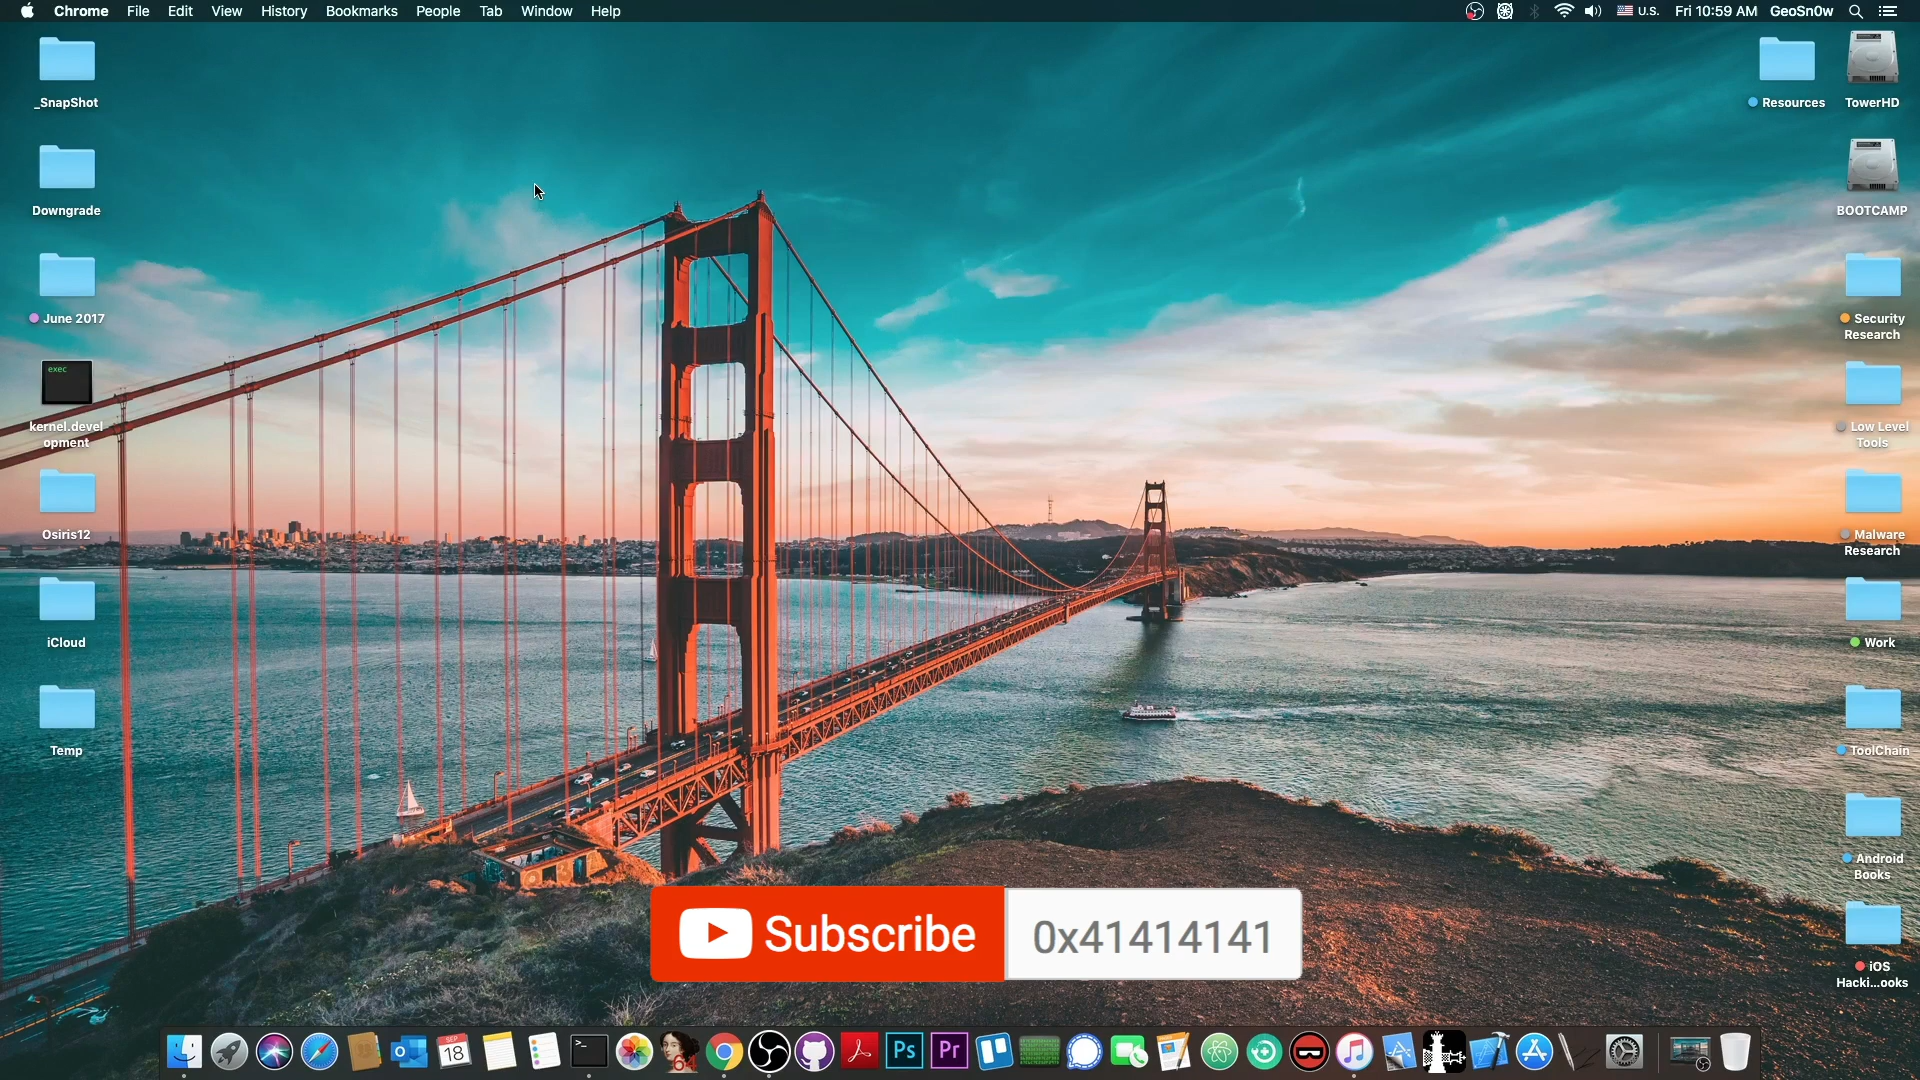 Chrome File Edit View History Bookmarks People Tab Window Help
U.S. Fri 10:59 AM GeoSn0w
_SnapShot
Downgrade
June 2017
exec
kernel.devel
opment
Osiris12
iCloud
Temp
Resources
TowerHD
BOOTCAMP
Security
Research
Low Level
Tools
Malware
Research
Work
ToolChain
Android
Books
iOS
Hacki...ooks
Subscribe 0x41414141
SEP
18
64
Ps
Pr